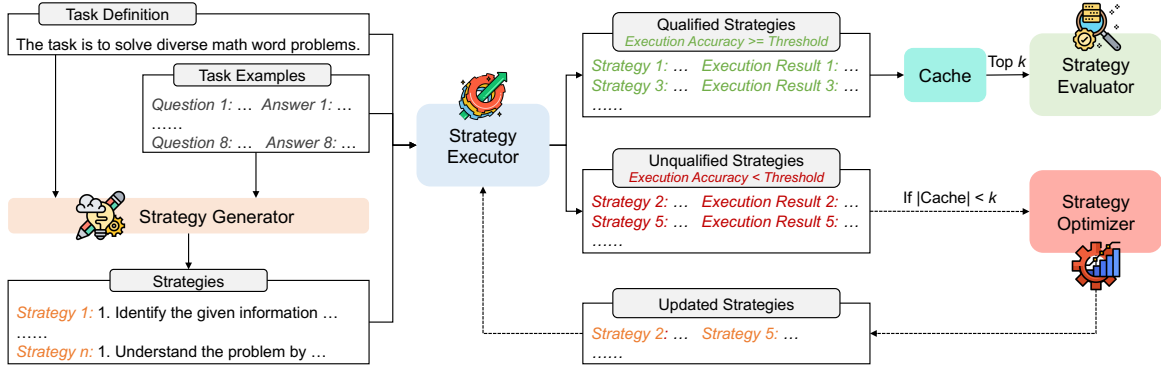 Task Definition
The task is to solve diverse math word problems.
Task Examples
Question 1: … Answer 1: …
……
Question 8: … Answer 8: …
Strategy Generator
Strategies
Strategy 1: 1. Identify the given information …
……
Strategy n: 1. Understand the problem by …
Strategy
Executor
Qualified Strategies
Execution Accuracy >= Threshold
Strategy 1: … Execution Result 1: …
Strategy 3: … Execution Result 3: …
……
Cache
Top k
Strategy
Evaluator
Unqualified Strategies
Execution Accuracy < Threshold
Strategy 2: … Execution Result 2: …
Strategy 5: … Execution Result 5: …
……
If |Cache| < k
Strategy
Optimizer
Updated Strategies
Strategy 2: … Strategy 5: …
……